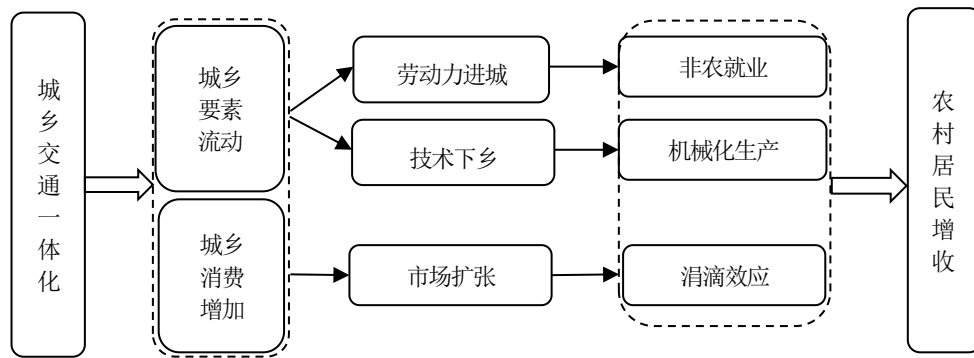 城乡交通一体化
城乡
要素
流动
城乡
消费
增加
劳动力进城
技术下乡
市场扩张
非农就业
机械化生产
涓滴效应
农村居民增收